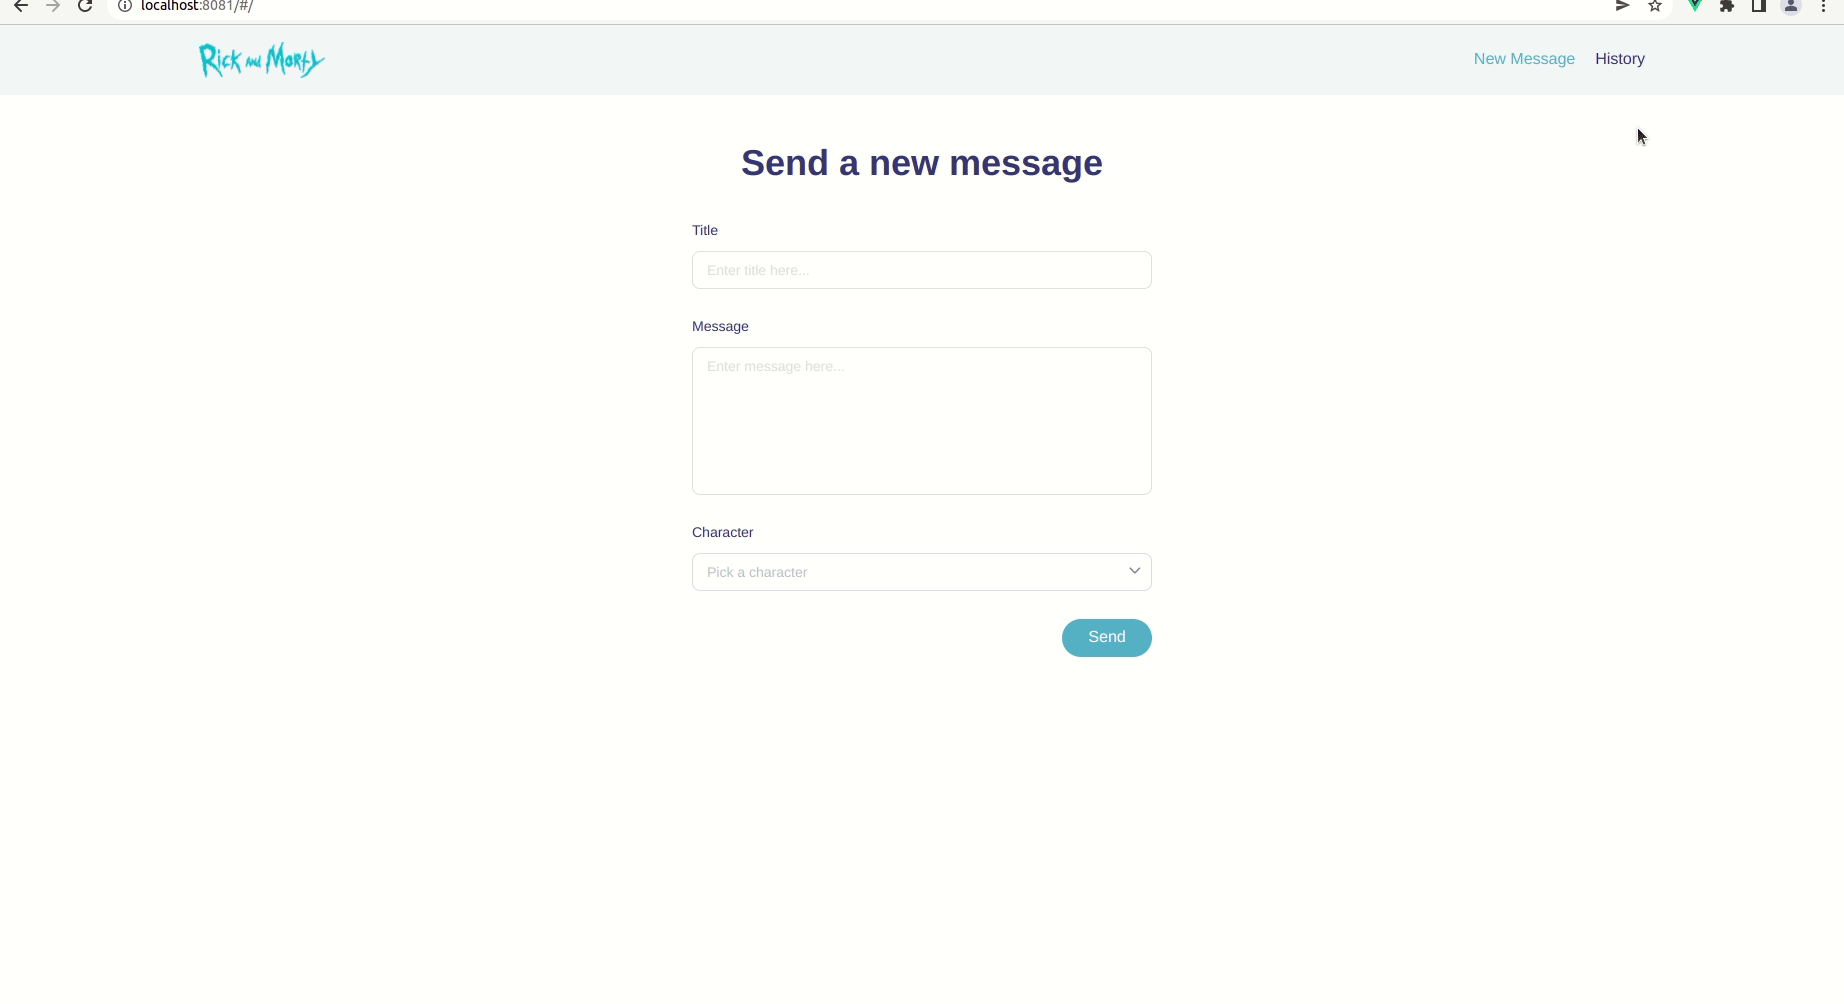 localhost:8081/#/
Rick and Morty
New Message History
Send a new message
Title
Enter title here...
Message
Enter message here...
Character
Pick a character
Send